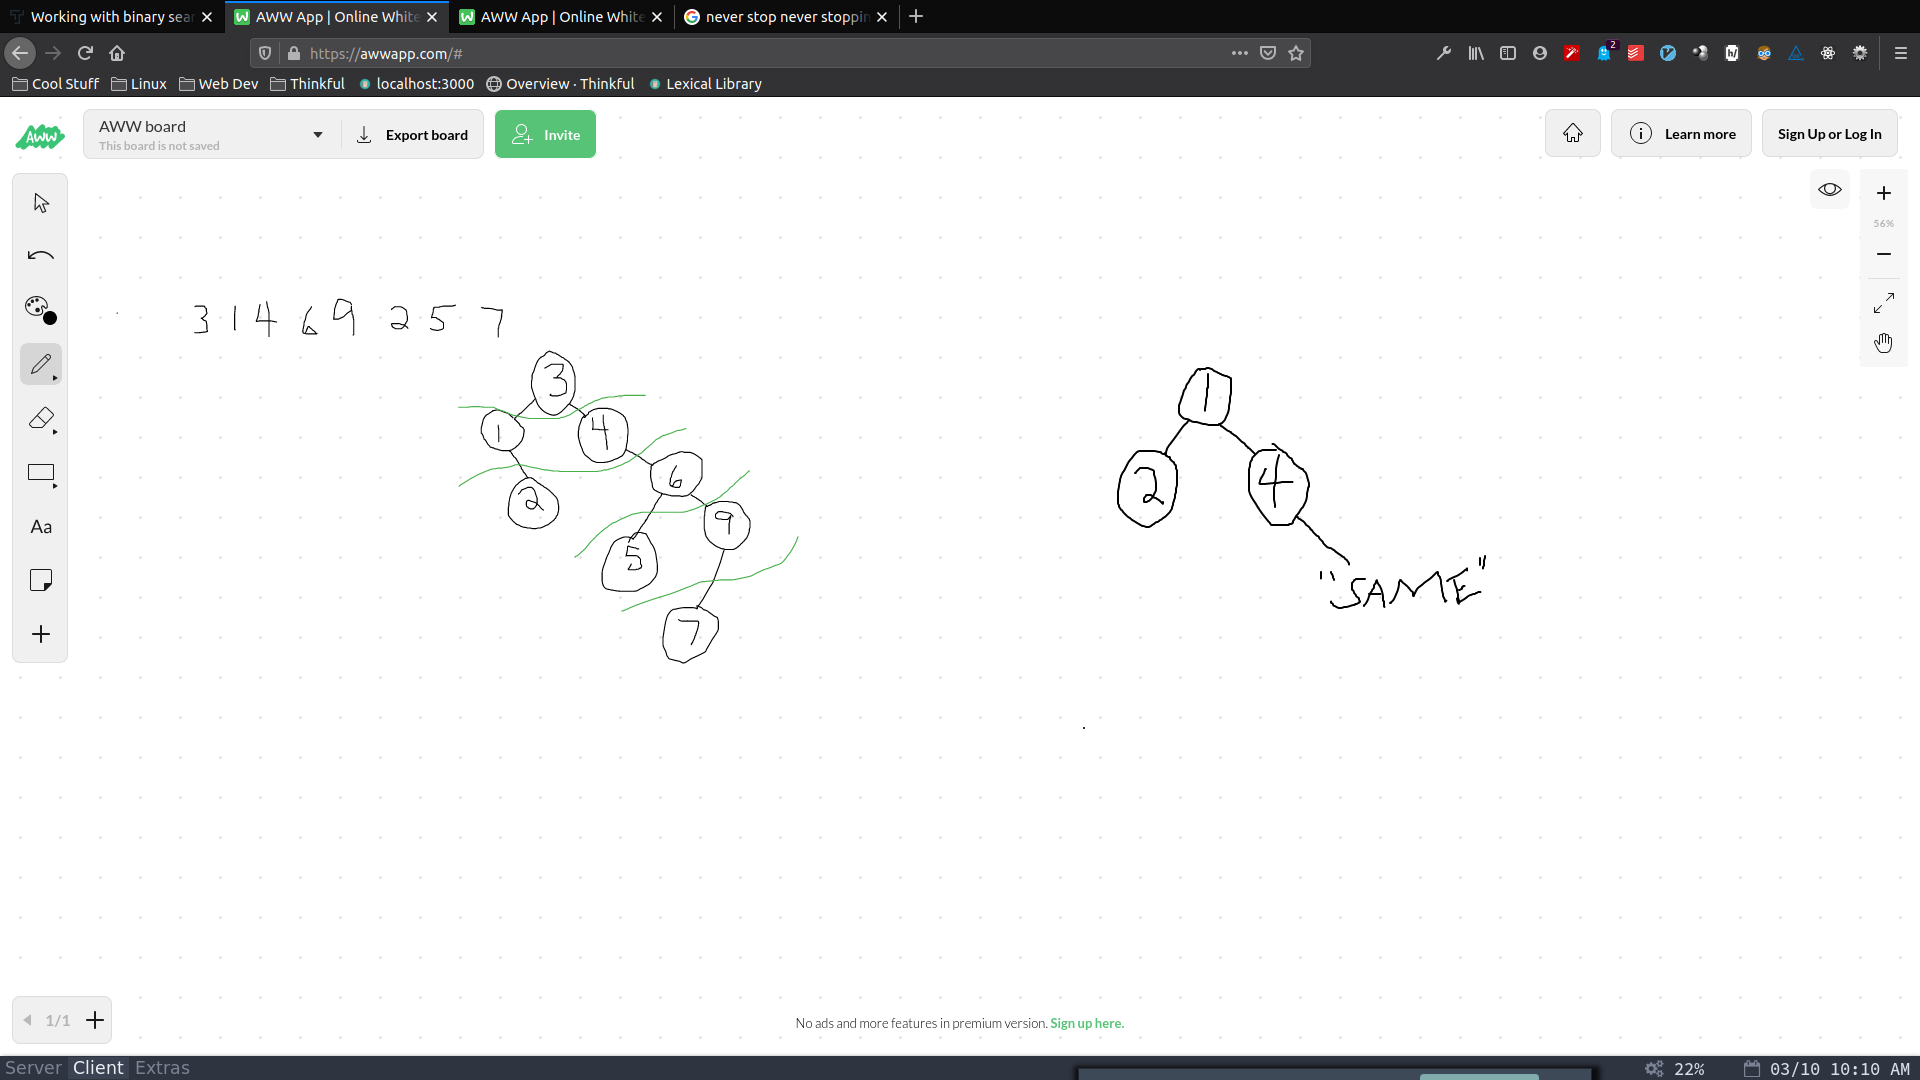 Working with binary sear
AWW App | Online White
AWW App | Online White
never stop never stoppin
https://awwapp.com/#
2
Cool Stuff
Linux
Web Dev
Thinkful
localhost:3000
Overview · Thinkful
Lexical Library
AWW
AWW board
This board is not saved
Export board
Invite
Learn more
Sign Up or Log In
56%
3 1 4 6 9 2 5 7
3
1 4
6
2
9
5
7
1
2 4
"SAME"
Aa
1/1
No ads and more features in premium version. Sign up here.
Server Client Extras
22% 03/10 10:10 AM